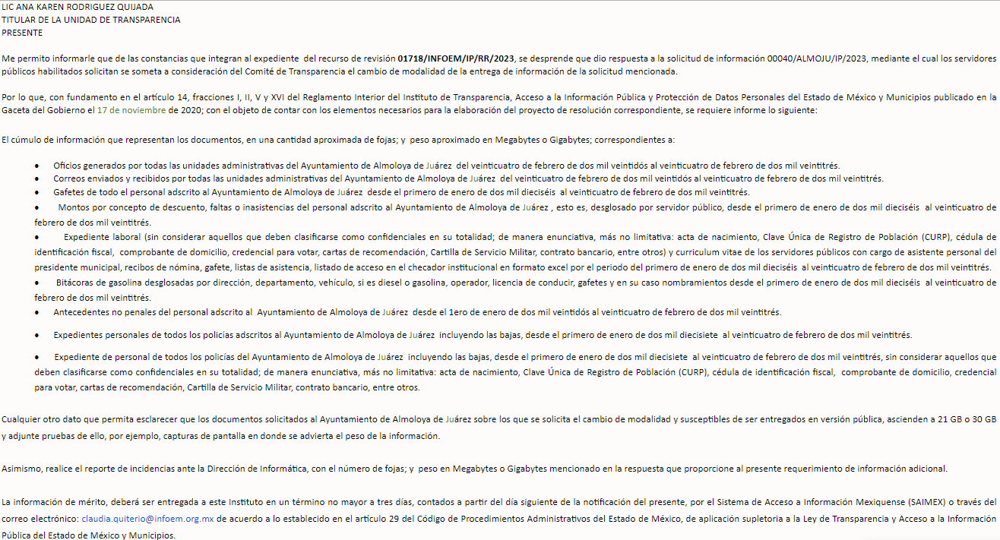 LIC ANA KAREN RODRIGUEZ QUIJADA
TITULAR DE LA UNIDAD DE TRANSPARENCIA
PRESENTE
Me permito informarle que de las constancias que integran al expediente del recurso de revisión 01718/INFOEM/IP/RR/2023, se desprende que dio respuesta a la solicitud de información 00040/ALMOJU/IP/2023, mediante el cual los servidores
públicos habilitados solicitan se someta a consideración del Comité de Transparencia el cambio de modalidad de la entrega de información de la solicitud mencionada.
Por lo que, con fundamento en el artículo 14, fracciones I, II, V y XVI del Reglamento Interior del Instituto de Transparencia, Acceso a la Información Pública y Protección de Datos Personales del Estado de México y Municipios publicado en la
Gaceta del Gobierno el 17 de noviembre de 2020; con el objeto de contar con los elementos necesarios para la elaboración del proyecto de resolución correspondiente, se requiere informe lo siguiente:
El cúmulo de información que representan los documentos, en una cantidad aproximada de fojas; y peso aproximado en Megabytes o Gigabytes; correspondientes a:
• Oficios generados por todas las unidades administrativas del Ayuntamiento de Almoloya de Juárez del veinticuatro de febrero de dos mil veintidós al veinticuatro de febrero de dos mil veintitrés.
• Correos enviados y recibidos por todas las unidades administrativas del Ayuntamiento de Almoloya de Juárez del veinticuatro de febrero de dos mil veintidós al veinticuatro de febrero de dos mil veintitrés.
• Gafetes de todo el personal adscrito al Ayuntamiento de Almoloya de Juárez desde el primero de enero de dos mil dieciséis al veinticuatro de febrero de dos mil veintitrés.
• Montos por concepto de descuento, faltas o inasistencias del personal adscrito al Ayuntamiento de Almoloya de Juárez , esto es, desglosado por servidor público, desde el primero de enero de dos mil dieciséis al veinticuatro de
febrero de dos mil veintitrés.
• Expediente laboral (sin considerar aquellos que deben clasificarse como confidenciales en su totalidad; de manera enunciativa, más no limitativa: acta de nacimiento, Clave Única de Registro de Población (CURP), cédula de
identificación fiscal, comprobante de domicilio, credencial para votar, cartas de recomendación, Cartilla de Servicio Militar, contrato bancario, entre otros) y curriculum vitae de los servidores públicos con cargo de asistente personal del
presidente municipal, recibos de nómina, gafete, listas de asistencia, listado de acceso en el checador institucional en formato excel por el periodo del primero de enero de dos mil dieciséis al veinticuatro de febrero de dos mil veintitrés.
• Bitácoras de gasolina desglosadas por dirección, departamento, vehículo, si es diesel o gasolina, operador, licencia de conducir, gafetes y en su caso nombramientos desde el primero de enero de dos mil dieciséis al veinticuatro de
febrero de dos mil veintitrés.
• Antecedentes no penales del personal adscrito al Ayuntamiento de Almoloya de Juárez desde el 1ero de enero de dos mil veintidós al veinticuatro de febrero de dos mil veintitrés.
• Expedientes personales de todos los policías adscritos al Ayuntamiento de Almoloya de Juárez incluyendo las bajas, desde el primero de enero de dos mil diecisiete al veinticuatro de febrero de dos mil veintitrés.
• Expediente de personal de todos los policías del Ayuntamiento de Almoloya de Juárez incluyendo las bajas, desde el primero de enero de dos mil diecisiete al veinticuatro de febrero de dos mil veintitrés, sin considerar aquellos que
deben clasificarse como confidenciales en su totalidad; de manera enunciativa, más no limitativa: acta de nacimiento, Clave Única de Registro de Población (CURP), cédula de identificación fiscal, comprobante de domicilio, credencial
para votar, cartas de recomendación, Cartilla de Servicio Militar, contrato bancario, entre otros.
Cualquier otro dato que permita esclarecer que los documentos solicitados al Ayuntamiento de Almoloya de Juárez sobre los que se solicita el cambio de modalidad y susceptibles de ser entregados en versión pública, ascienden a 21 GB o 30 GB
y adjunte pruebas de ello, por ejemplo, capturas de pantalla en donde se advierta el peso de la información.
Asimismo, realice el reporte de incidencias ante la Dirección de Informática, con el número de fojas; y peso en Megabytes o Gigabytes mencionado en la respuesta que proporcione al presente requerimiento de información adicional.
La información de mérito, deberá ser entregada a este Instituto en un término no mayor a tres días, contados a partir del día siguiente de la notificación del presente, por el Sistema de Acceso a Información Mexiquense (SAIMEX) o través del
correo electrónico: claudia.quiterio@infoem.org.mx de acuerdo a lo establecido en el artículo 29 del Código de Procedimientos Administrativos del Estado de México, de aplicación supletoria a la Ley de Transparencia y Acceso a la Información
Pública del Estado de México y Municipios.